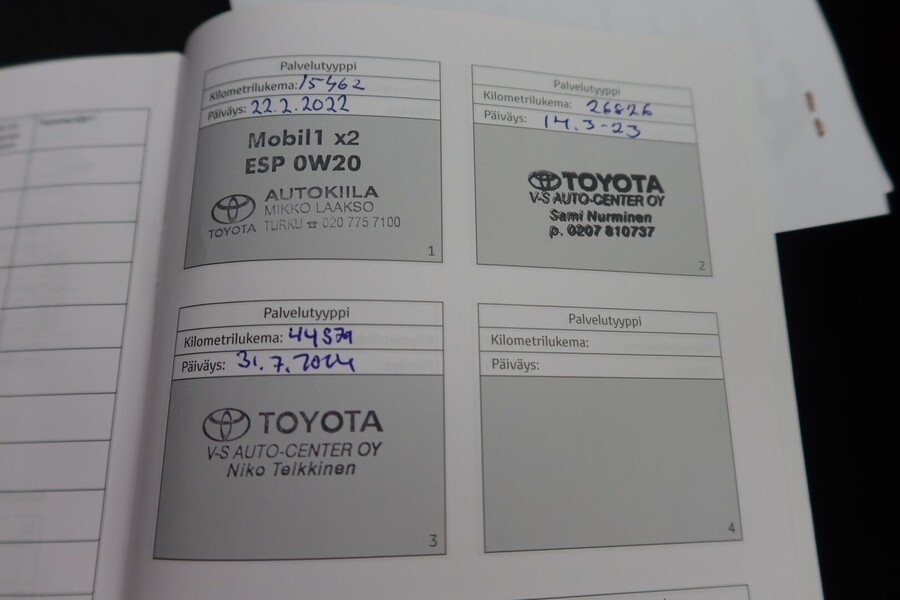 Palvelutyyppi
Kilometrilukema: 15462
Päiväys: 22.2.2022
Mobil1 x2
ESP 0W20
TOYOTA
AUTOKIILA
MIKKO LAAKSO
TURKU ☎ 020 775 7100
1
Palvelutyyppi
Kilometrilukema: 26826
Päiväys: 14.3-23
TOYOTA
V-S AUTO-CENTER OY
Sami Nurminen
p. 0207 810737
2
Palvelutyyppi
Kilometrilukema: 44579
Päiväys: 31.7.2024
TOYOTA
V-S AUTO-CENTER OY
Niko Telkkinen
3
Palvelutyyppi
Kilometrilukema:
Päiväys:
4